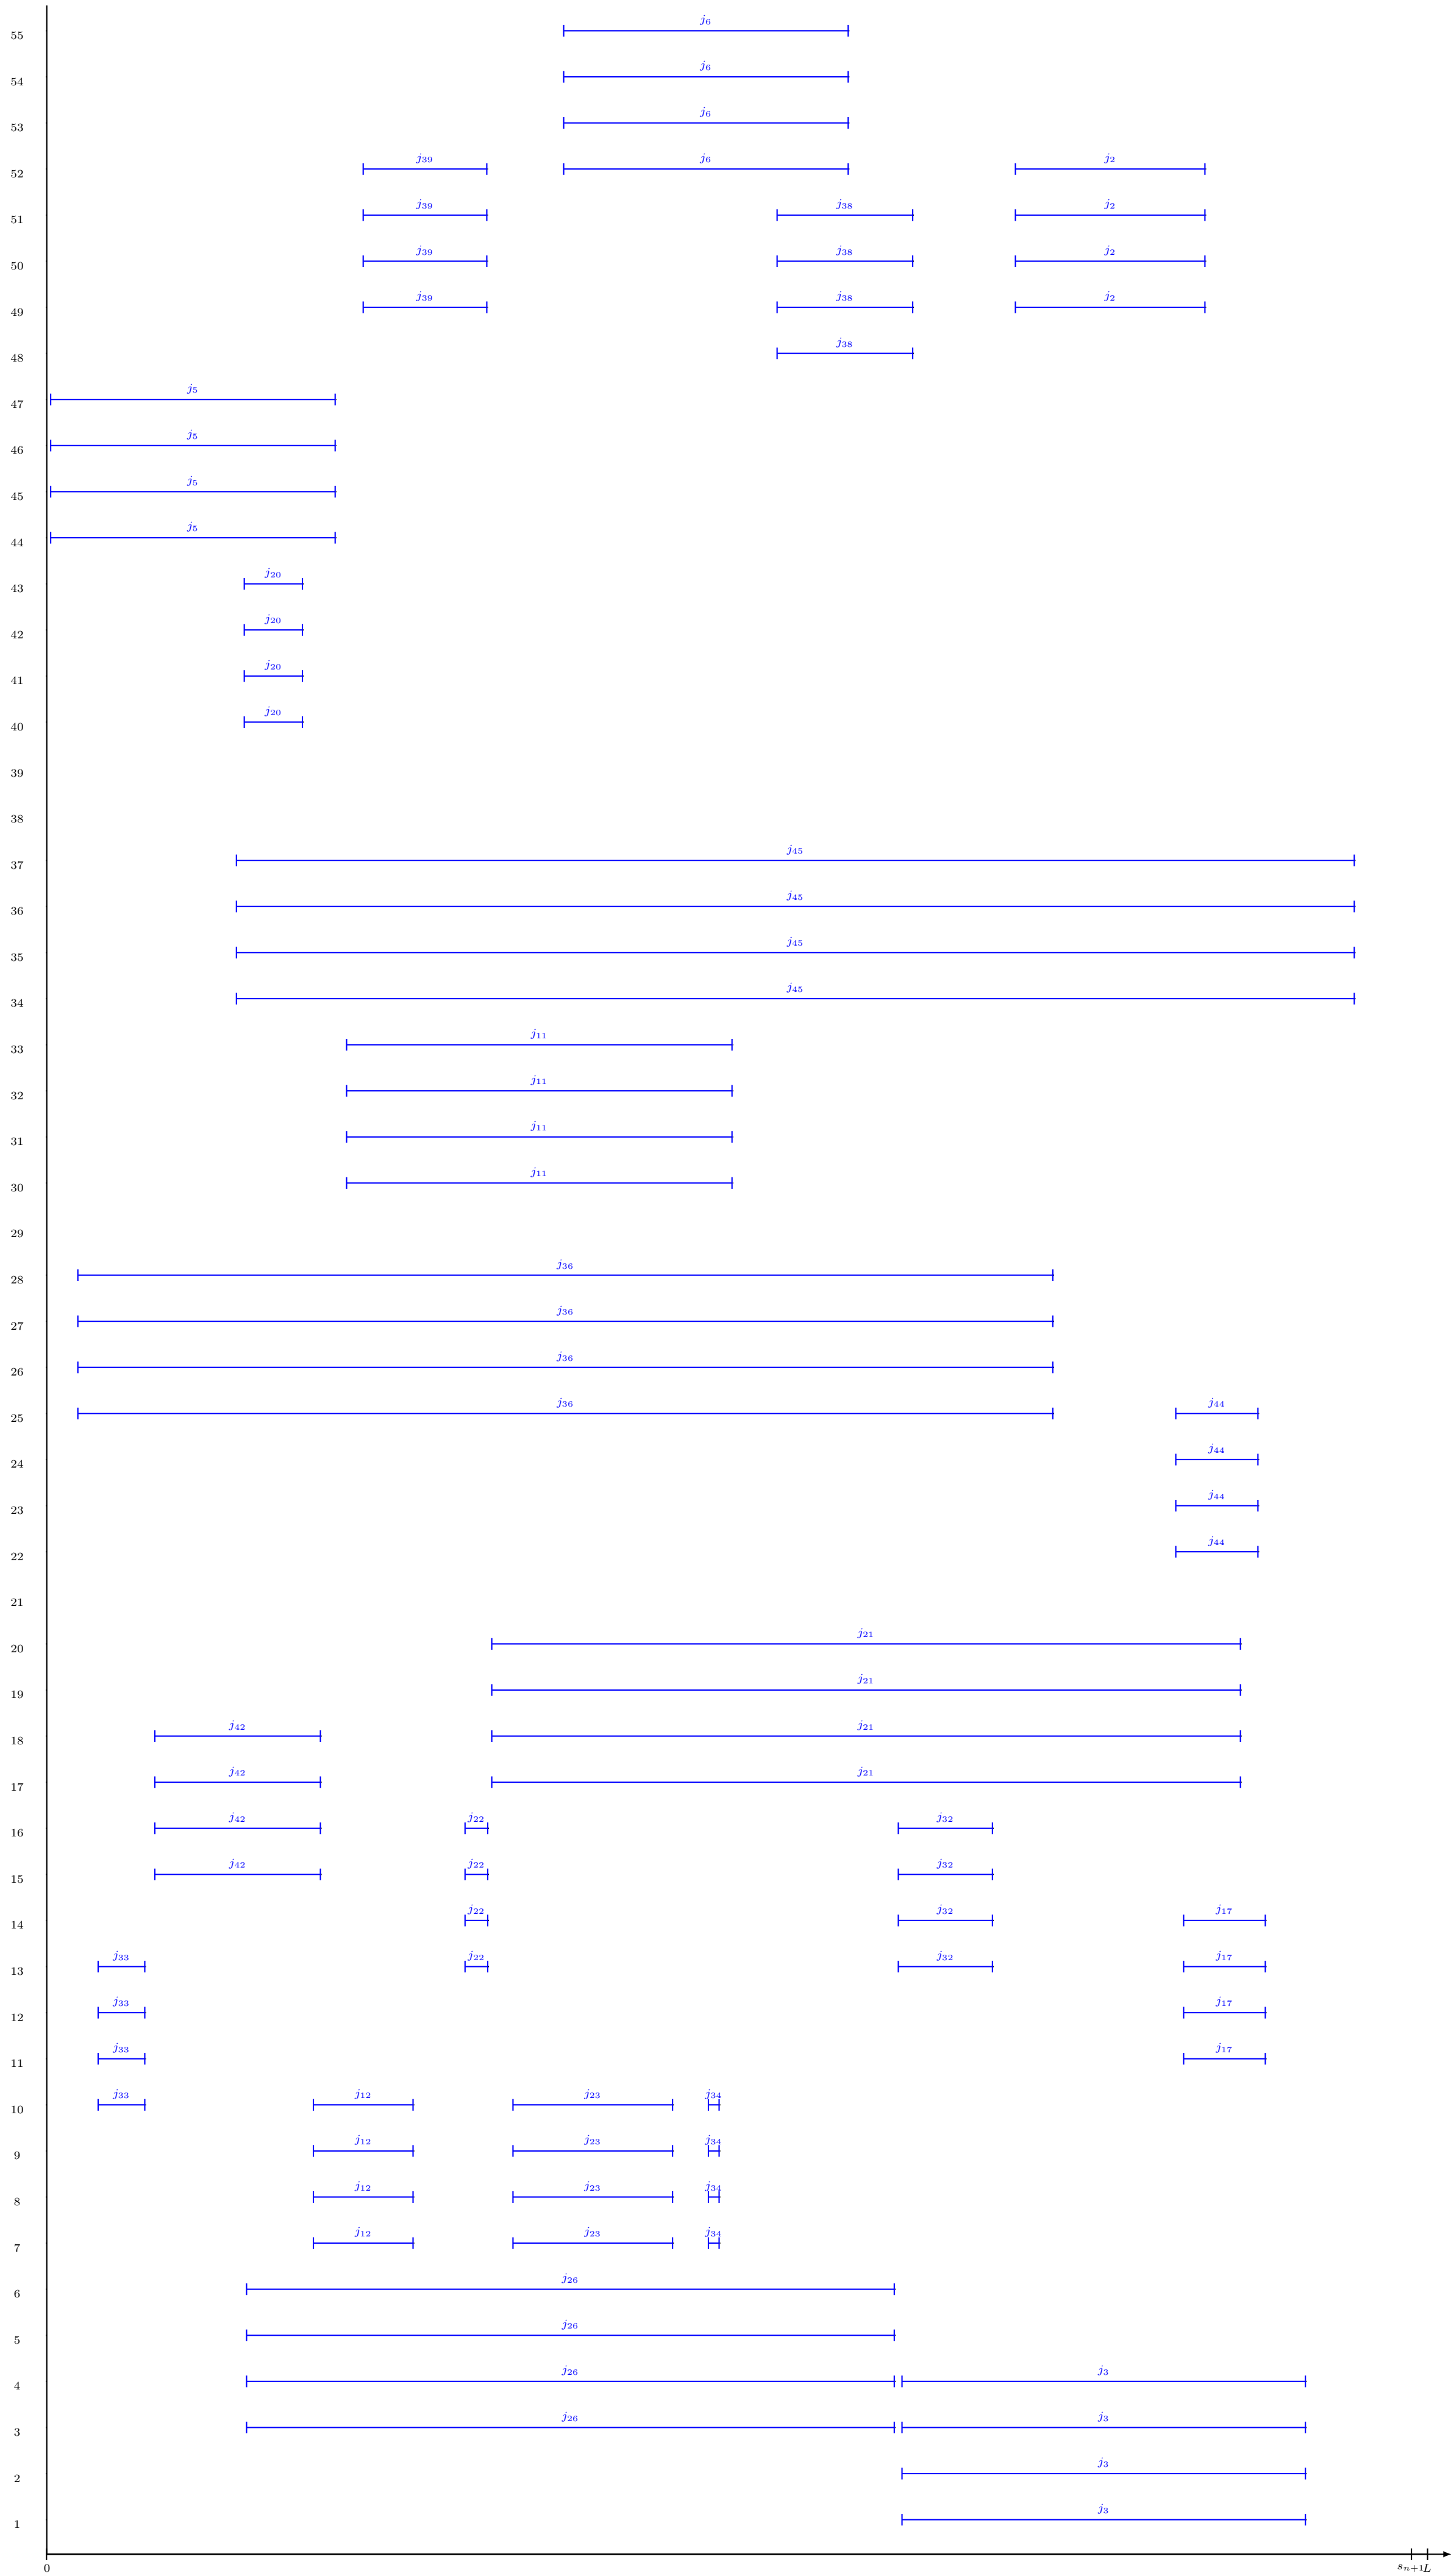 j₆
55
j₆
54
j₆
53
j₃₉ j₆ j₂
52
j₃₉ j₃₈ j₂
51
j₃₉ j₃₈ j₂
50
j₃₉ j₃₈ j₂
49
j₃₈
48
j₅
47
j₅
46
j₅
45
j₅
44
j₂₀
43
j₂₀
42
j₂₀
41
j₂₀
40
39
38
j₄₅
37
j₄₅
36
j₄₅
35
j₄₅
34
j₁₁
33
j₁₁
32
j₁₁
31
j₁₁
30
29
j₃₆
28
j₃₆
27
j₃₆
26
j₃₆ j₄₄
25
j₄₄
24
j₄₄
23
j₄₄
22
21
j₂₁
20
j₂₁
19
j₄₂ j₂₁
18
j₄₂ j₂₁
17
j₄₂ j₂₂ j₃₂
16
j₄₂ j₂₂ j₃₂
15
j₂₂ j₃₂ j₁₇
14
j₃₃ j₂₂ j₃₂ j₁₇
13
j₃₃ j₁₇
12
j₃₃ j₁₇
11
j₃₃ j₁₂ j₂₃ j₃₄
10
j₁₂ j₂₃ j₃₄
9
j₁₂ j₂₃ j₃₄
8
j₁₂ j₂₃ j₃₄
7
j₂₆
6
j₂₆
5
j₂₆ j₃
4
j₂₆ j₃
3
j₃
2
j₃
1
0 sₙ₊₁ L